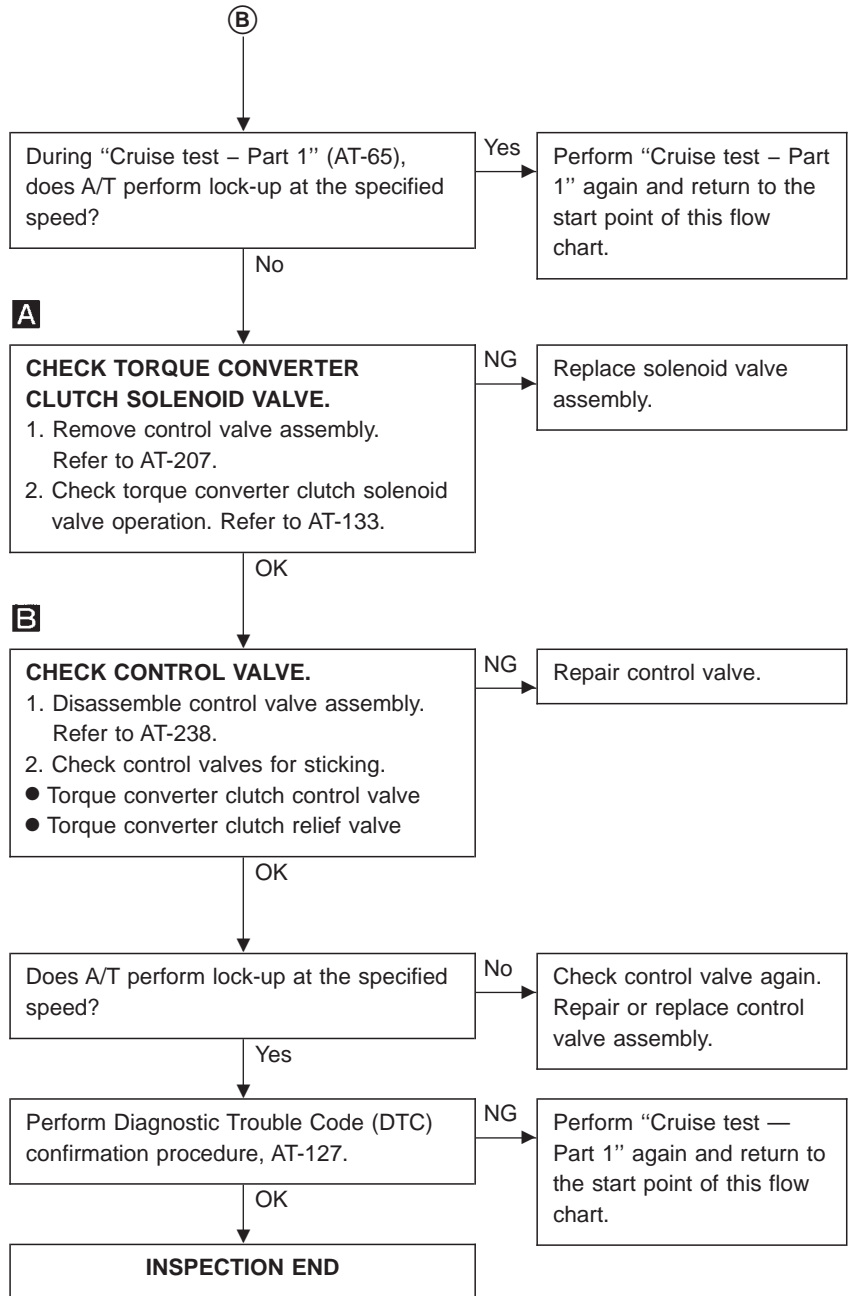 B
During ‘‘Cruise test – Part 1’’ (AT-65),
does A/T perform lock-up at the specified
speed?
Yes
Perform ‘‘Cruise test – Part
1’’ again and return to the
start point of this flow
chart.
No
A
CHECK TORQUE CONVERTER
CLUTCH SOLENOID VALVE.
1. Remove control valve assembly.
Refer to AT-207.
2. Check torque converter clutch solenoid
valve operation. Refer to AT-133.
NG
Replace solenoid valve
assembly.
OK
B
CHECK CONTROL VALVE.
1. Disassemble control valve assembly.
Refer to AT-238.
2. Check control valves for sticking.
● Torque converter clutch control valve
● Torque converter clutch relief valve
NG
Repair control valve.
OK
Does A/T perform lock-up at the specified
speed?
No
Check control valve again.
Repair or replace control
valve assembly.
Yes
Perform Diagnostic Trouble Code (DTC)
confirmation procedure, AT-127.
NG
Perform ‘‘Cruise test —
Part 1’’ again and return to
the start point of this flow
chart.
OK
INSPECTION END